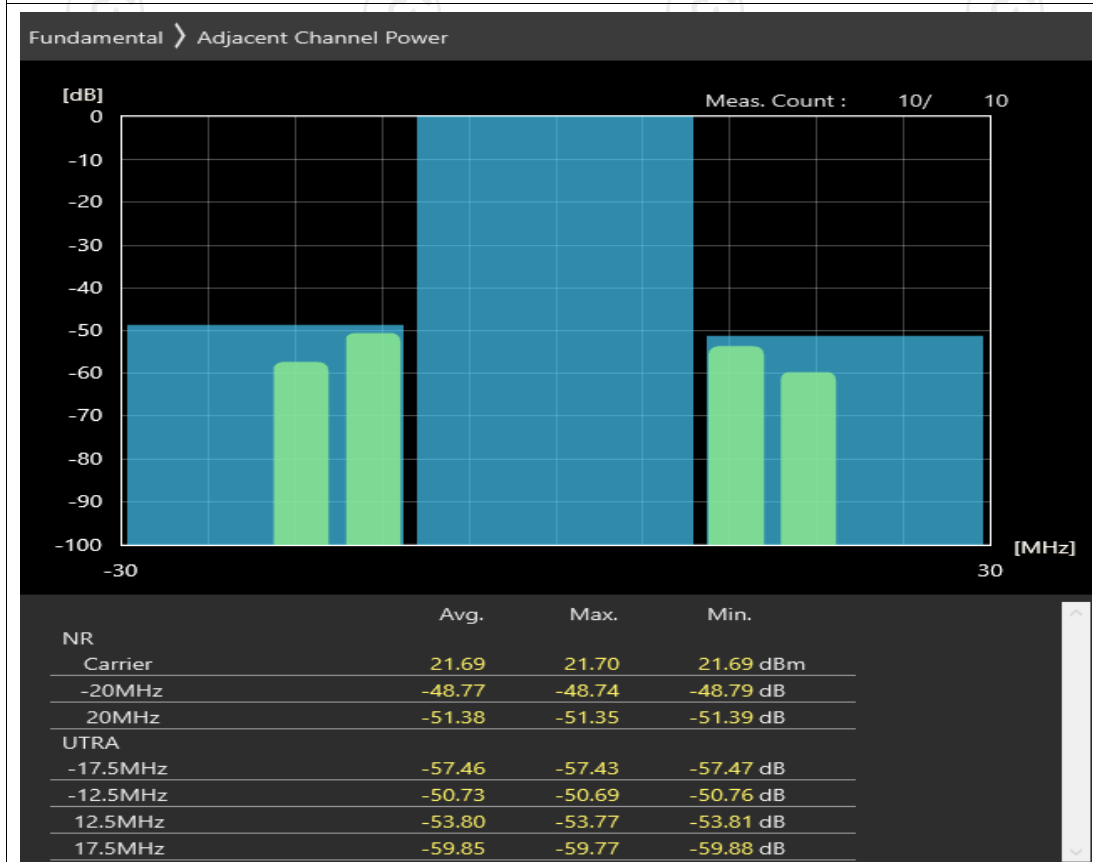 Fundamental 〉 Adjacent Channel Power
[dB]
Meas. Count : 10/ 10
0
-10
-20
-30
-40
-50
-60
-70
-80
-90
-100
[MHz]
-30 30
Avg. Max. Min.
NR
Carrier 21.69 21.70 21.69 dBm
-20MHz -48.77 -48.74 -48.79 dB
20MHz -51.38 -51.35 -51.39 dB
UTRA
-17.5MHz -57.46 -57.43 -57.47 dB
-12.5MHz -50.73 -50.69 -50.76 dB
12.5MHz -53.80 -53.77 -53.81 dB
17.5MHz -59.85 -59.77 -59.88 dB